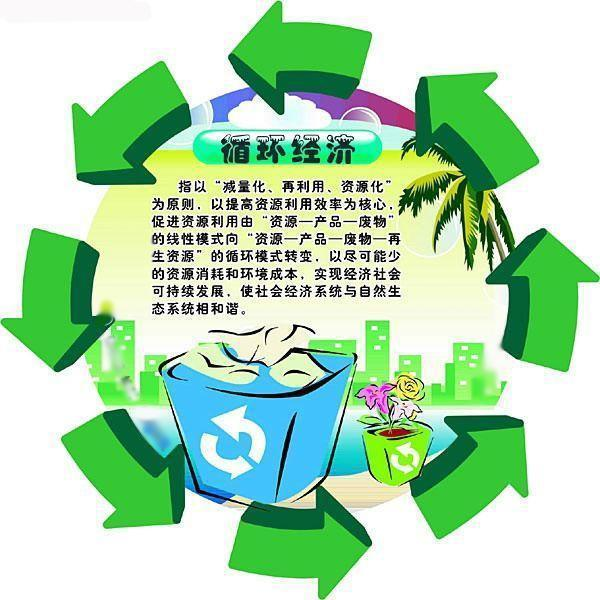 循环经济
指以“减量化、再利用、资源化”
为原则，以提高资源利用效率为核心，
促进资源利用由“资源—产品—废物”
的线性模式向“资源—产品—废物—再
生资源”的循环模式转变，以尽可能少
的资源消耗和环境成本，实现经济社会
可持续发展，使社会经济系统与自然生
态系统相和谐。